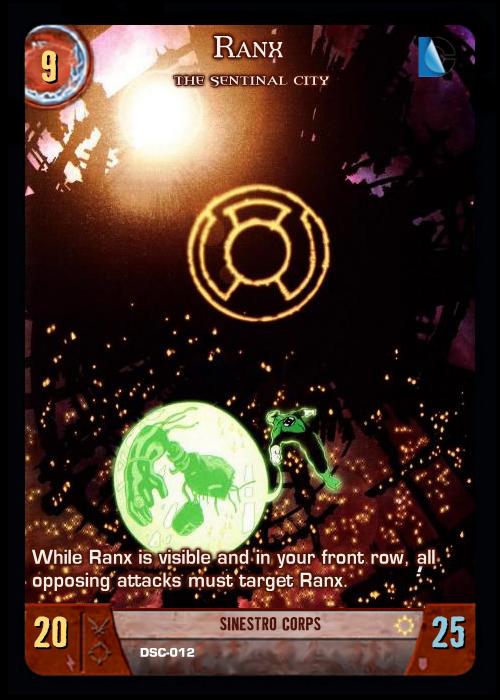 9
RANX
THE SENTINAL CITY
While Ranx is visible and in your front row, all
opposing attacks must target Ranx.
20
SINESTRO CORPS
25
DSC-012